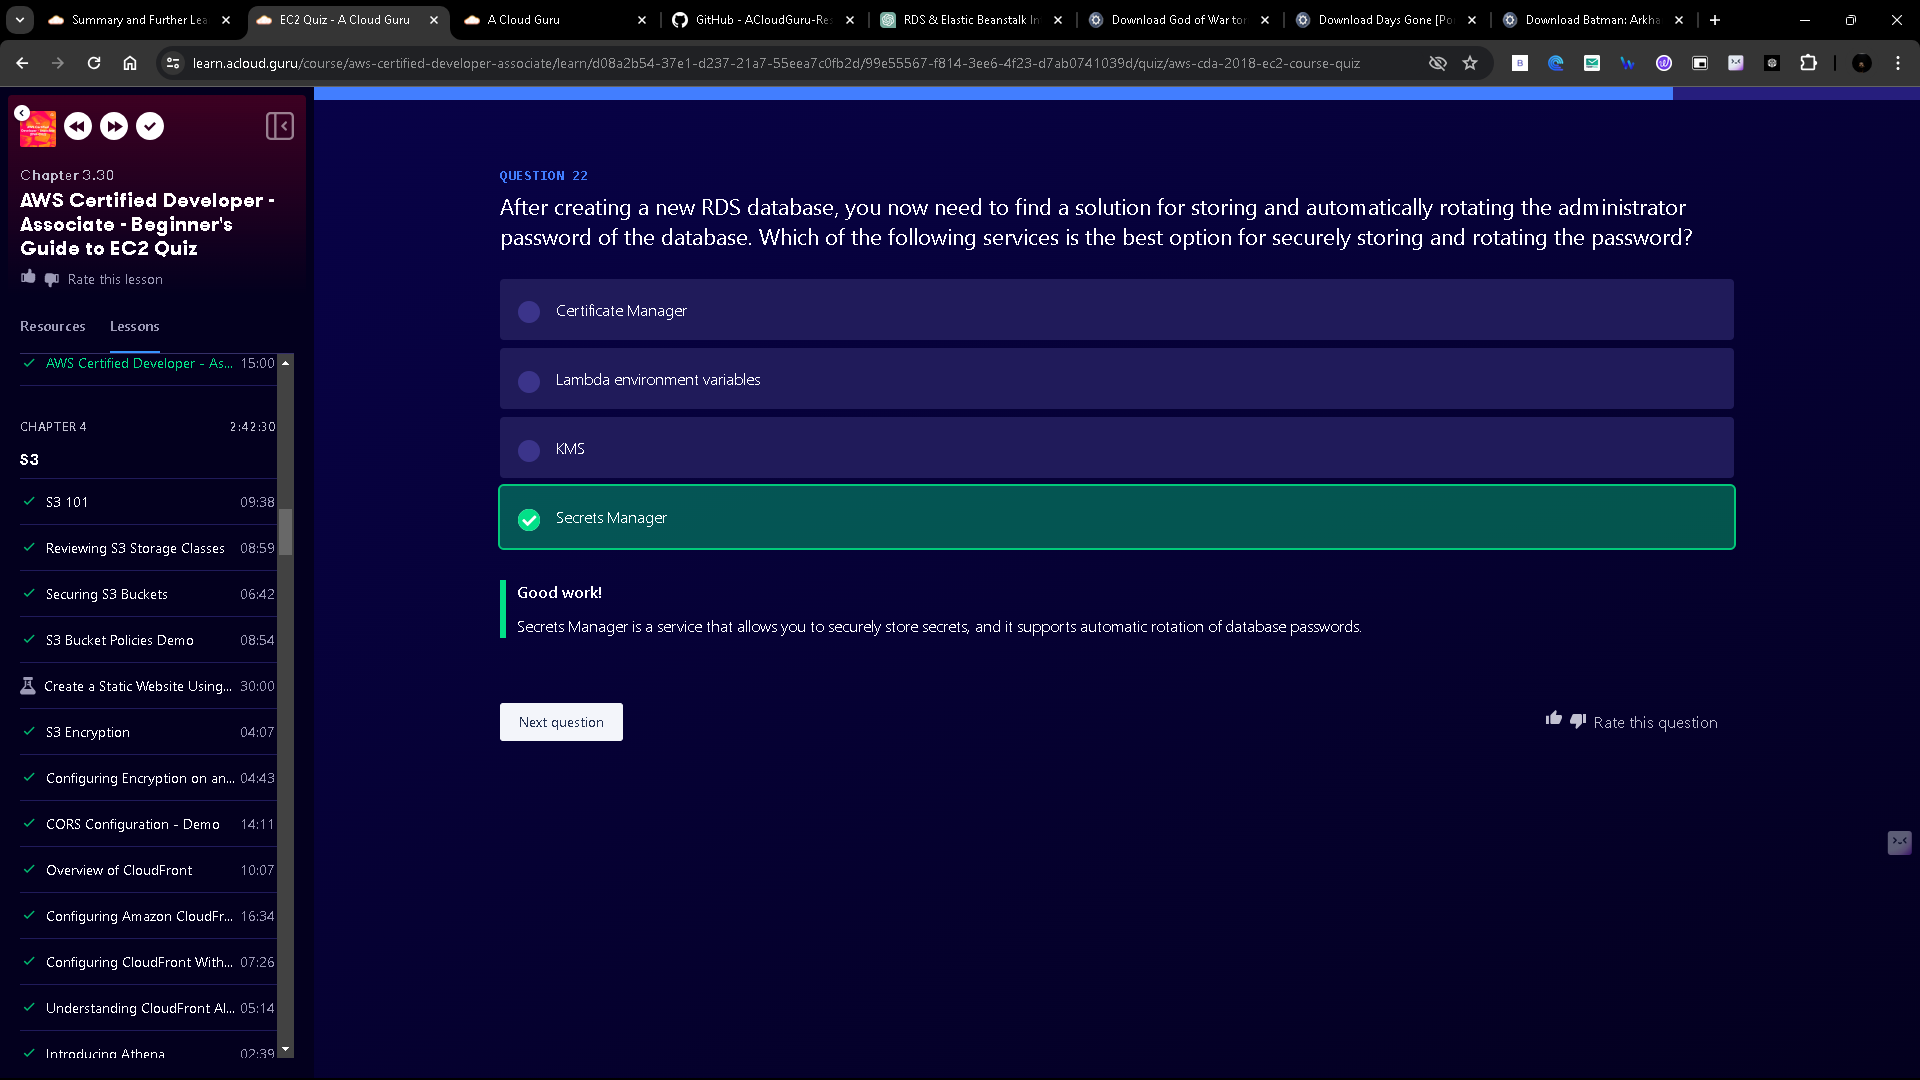 Summary and Further Lea
EC2 Quiz - A Cloud Guru
A Cloud Guru
GitHub - ACloudGuru-Res
RDS & Elastic Beanstalk In
Download God of War tor
Download Days Gone [Po
Download Batman: Arkha
learn.acloud.guru/course/aws-certified-developer-associate/learn/d08a2b54-37e1-d237-21a7-55eea7c0fb2d/99e55567-f814-3ee6-4f23-d7ab0741039d/quiz/aws-cda-2018-ec2-course-quiz
Chapter 3.30
AWS Certified Developer -
Associate - Beginner's
Guide to EC2 Quiz
Rate this lesson
Resources Lessons
AWS Certified Developer - As... 15:00
CHAPTER 4 2:42:30
S3
S3 101 09:38
Reviewing S3 Storage Classes 08:59
Securing S3 Buckets 06:42
S3 Bucket Policies Demo 08:54
Create a Static Website Using... 30:00
S3 Encryption 04:07
Configuring Encryption on an... 04:43
CORS Configuration - Demo 14:11
Overview of CloudFront 10:07
Configuring Amazon CloudFr... 16:34
Configuring CloudFront With... 07:26
Understanding CloudFront Al... 05:14
Introducing Athena 02:39
QUESTION 22
After creating a new RDS database, you now need to find a solution for storing and automatically rotating the administrator
password of the database. Which of the following services is the best option for securely storing and rotating the password?
Certificate Manager
Lambda environment variables
KMS
Secrets Manager
Good work!
Secrets Manager is a service that allows you to securely store secrets, and it supports automatic rotation of database passwords.
Next question
Rate this question